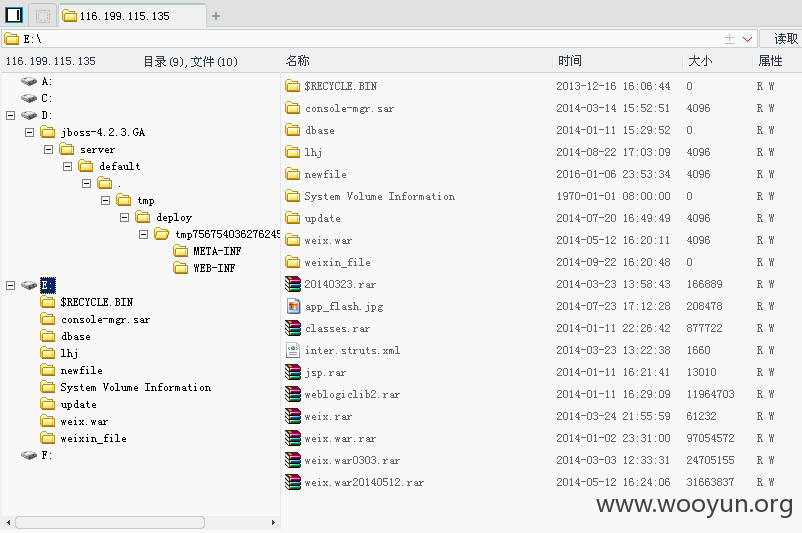 116.199.115.135
E:\
读取
116.199.115.135 目录(9),文件(10) 名称 时间 大小 属性
A:
C:
D:
jboss-4.2.3.GA
server
default
.
tmp
deploy
tmp75675403627624
META-INF
WEB-INF
E:
$RECYCLE.BIN
console-mgr.sar
dbase
lhj
newfile
System Volume Information
update
weix.war
weixin_file
F:
$RECYCLE.BIN 2013-12-16 16:06:44 0 R W
console-mgr.sar 2014-03-14 15:52:51 4096 R W
dbase 2014-01-11 15:29:52 0 R W
lhj 2014-08-22 17:03:09 4096 R W
newfile 2016-01-06 23:53:34 4096 R W
System Volume Information 1970-01-01 08:00:00 0 R W
update 2014-07-20 16:49:49 4096 R W
weix.war 2014-05-12 16:20:11 4096 R W
weixin_file 2014-09-22 16:20:48 0 R W
20140323.rar 2014-03-23 13:58:43 166889 R W
app_flash.jpg 2014-07-23 17:12:28 208478 R W
classes.rar 2014-01-11 22:26:42 877722 R W
inter.struts.xml 2014-03-23 13:22:38 1660 R W
jsp.rar 2014-01-11 16:21:41 13010 R W
weblogiclib2.rar 2014-01-11 16:29:09 11964703 R W
weix.rar 2014-03-24 21:55:59 61232 R W
weix.war.rar 2014-01-02 23:31:00 97054572 R W
weix.war0303.rar 2014-03-03 12:33:31 24705155 R W
weix.war20140512.rar 2014-05-12 16:24:06 31663837 R W
www.wooyun.org